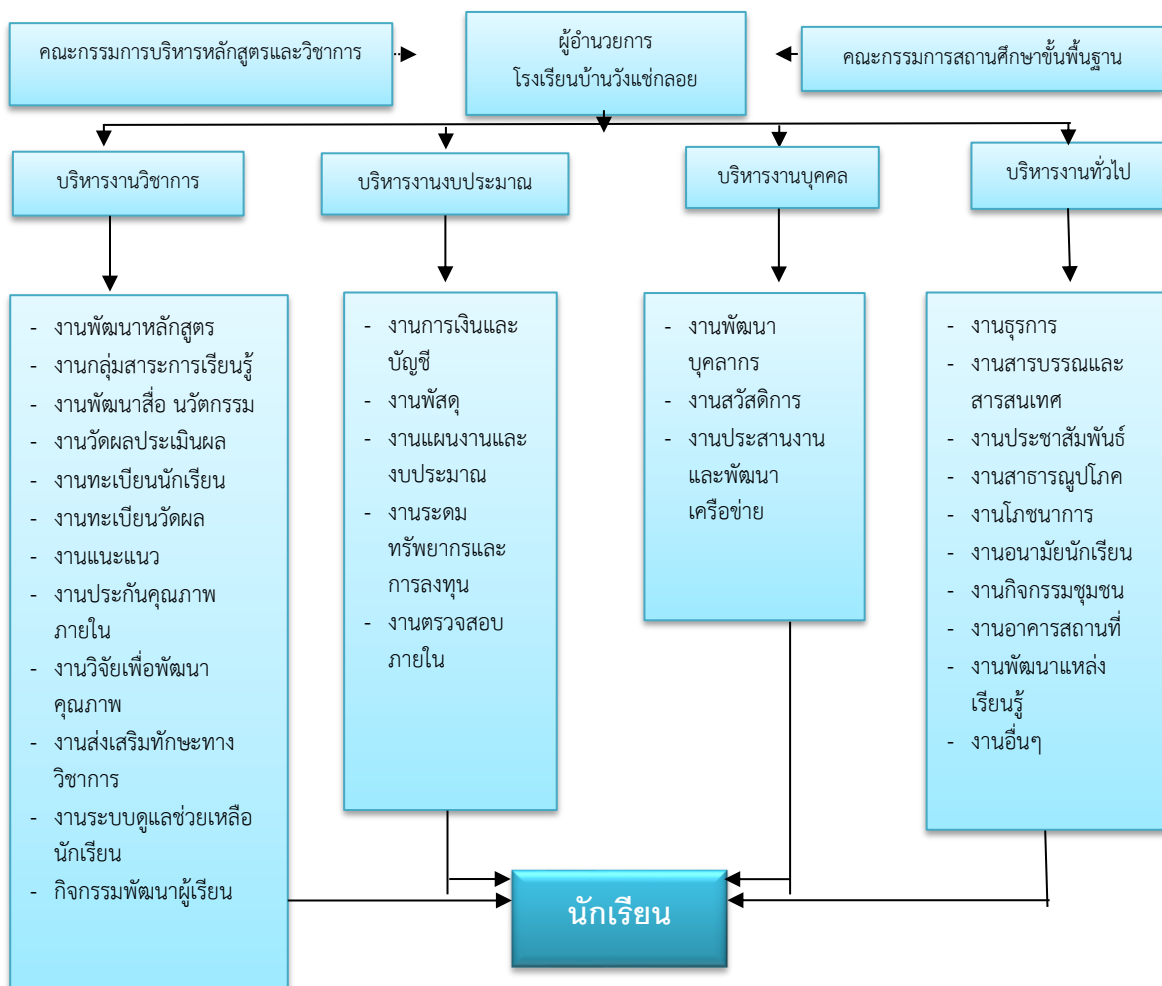 คณะกรรมการบริหารหลักสูตรและวิชาการ
ผู้อำนวยการ
โรงเรียนบ้านวังแช่กลอย
คณะกรรมการสถานศึกษาขั้นพื้นฐาน
บริหารงานวิชาการ
บริหารงานงบประมาณ
บริหารงานบุคคล
บริหารงานทั่วไป
- งานพัฒนาหลักสูตร
- งานกลุ่มสาระการเรียนรู้
- งานพัฒนาสื่อ นวัตกรรม
- งานวัดผลประเมินผล
- งานทะเบียนนักเรียน
- งานทะเบียนวัดผล
- งานแนะแนว
- งานประกันคุณภาพ
ภายใน
- งานวิจัยเพื่อพัฒนา
คุณภาพ
- งานส่งเสริมทักษะทาง
วิชาการ
- งานระบบดูแลช่วยเหลือ
นักเรียน
- กิจกรรมพัฒนาผู้เรียน
- งานการเงินและ
บัญชี
- งานพัสดุ
- งานแผนงานและ
งบประมาณ
- งานระดม
ทรัพยากรและ
การลงทุน
- งานตรวจสอบ
ภายใน
- งานพัฒนา
บุคลากร
- งานสวัสดิการ
- งานประสานงาน
และพัฒนา
เครือข่าย
- งานธุรการ
- งานสารบรรณและ
สารสนเทศ
- งานประชาสัมพันธ์
- งานสาธารณูปโภค
- งานโภชนาการ
- งานอนามัยนักเรียน
- งานกิจกรรมชุมชน
- งานอาคารสถานที่
- งานพัฒนาแหล่ง
เรียนรู้
- งานอื่นๆ
นักเรียน